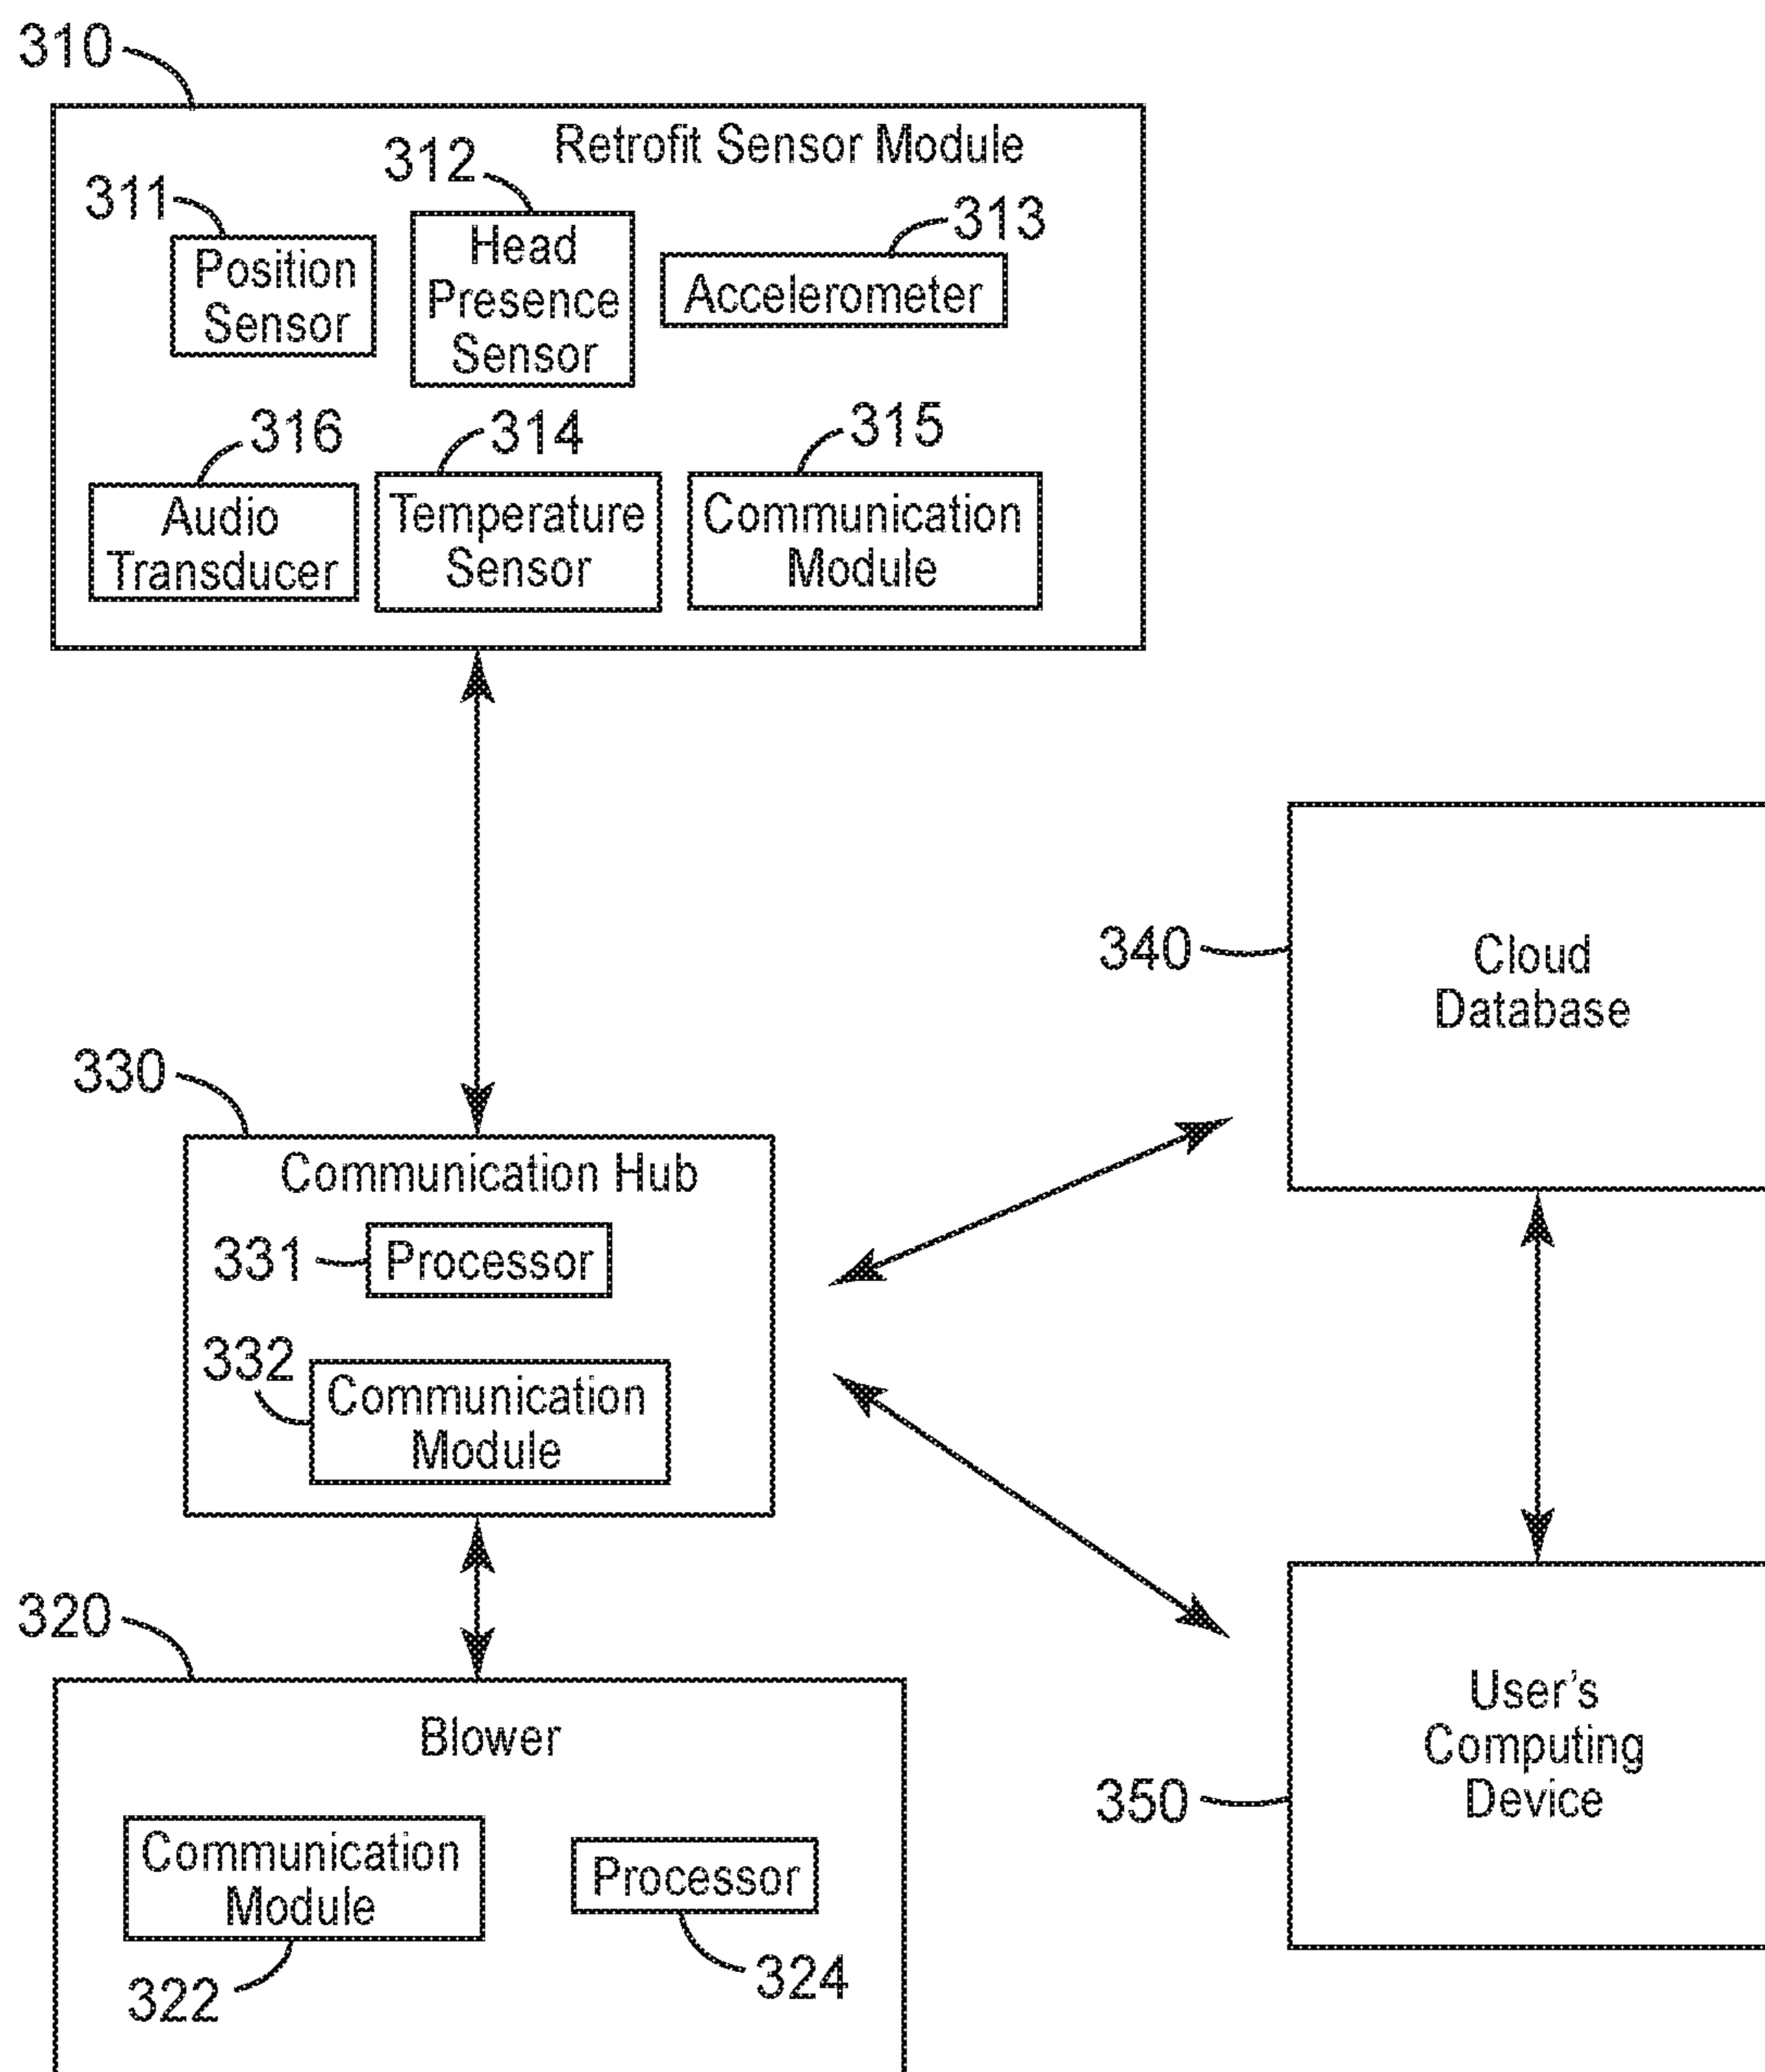 310
Retrofit Sensor Module
312
311
313
Position
Sensor
Head
Presence
Sensor
Accelerometer
316
314
315
Audio
Transducer
Temperature
Sensor
Communication
Module
340
Cloud
Database
330
Communication Hub
331
Processor
332
Communication
Module
320
Blower
350
User's
Computing
Device
Communication
Module
Processor
322
324